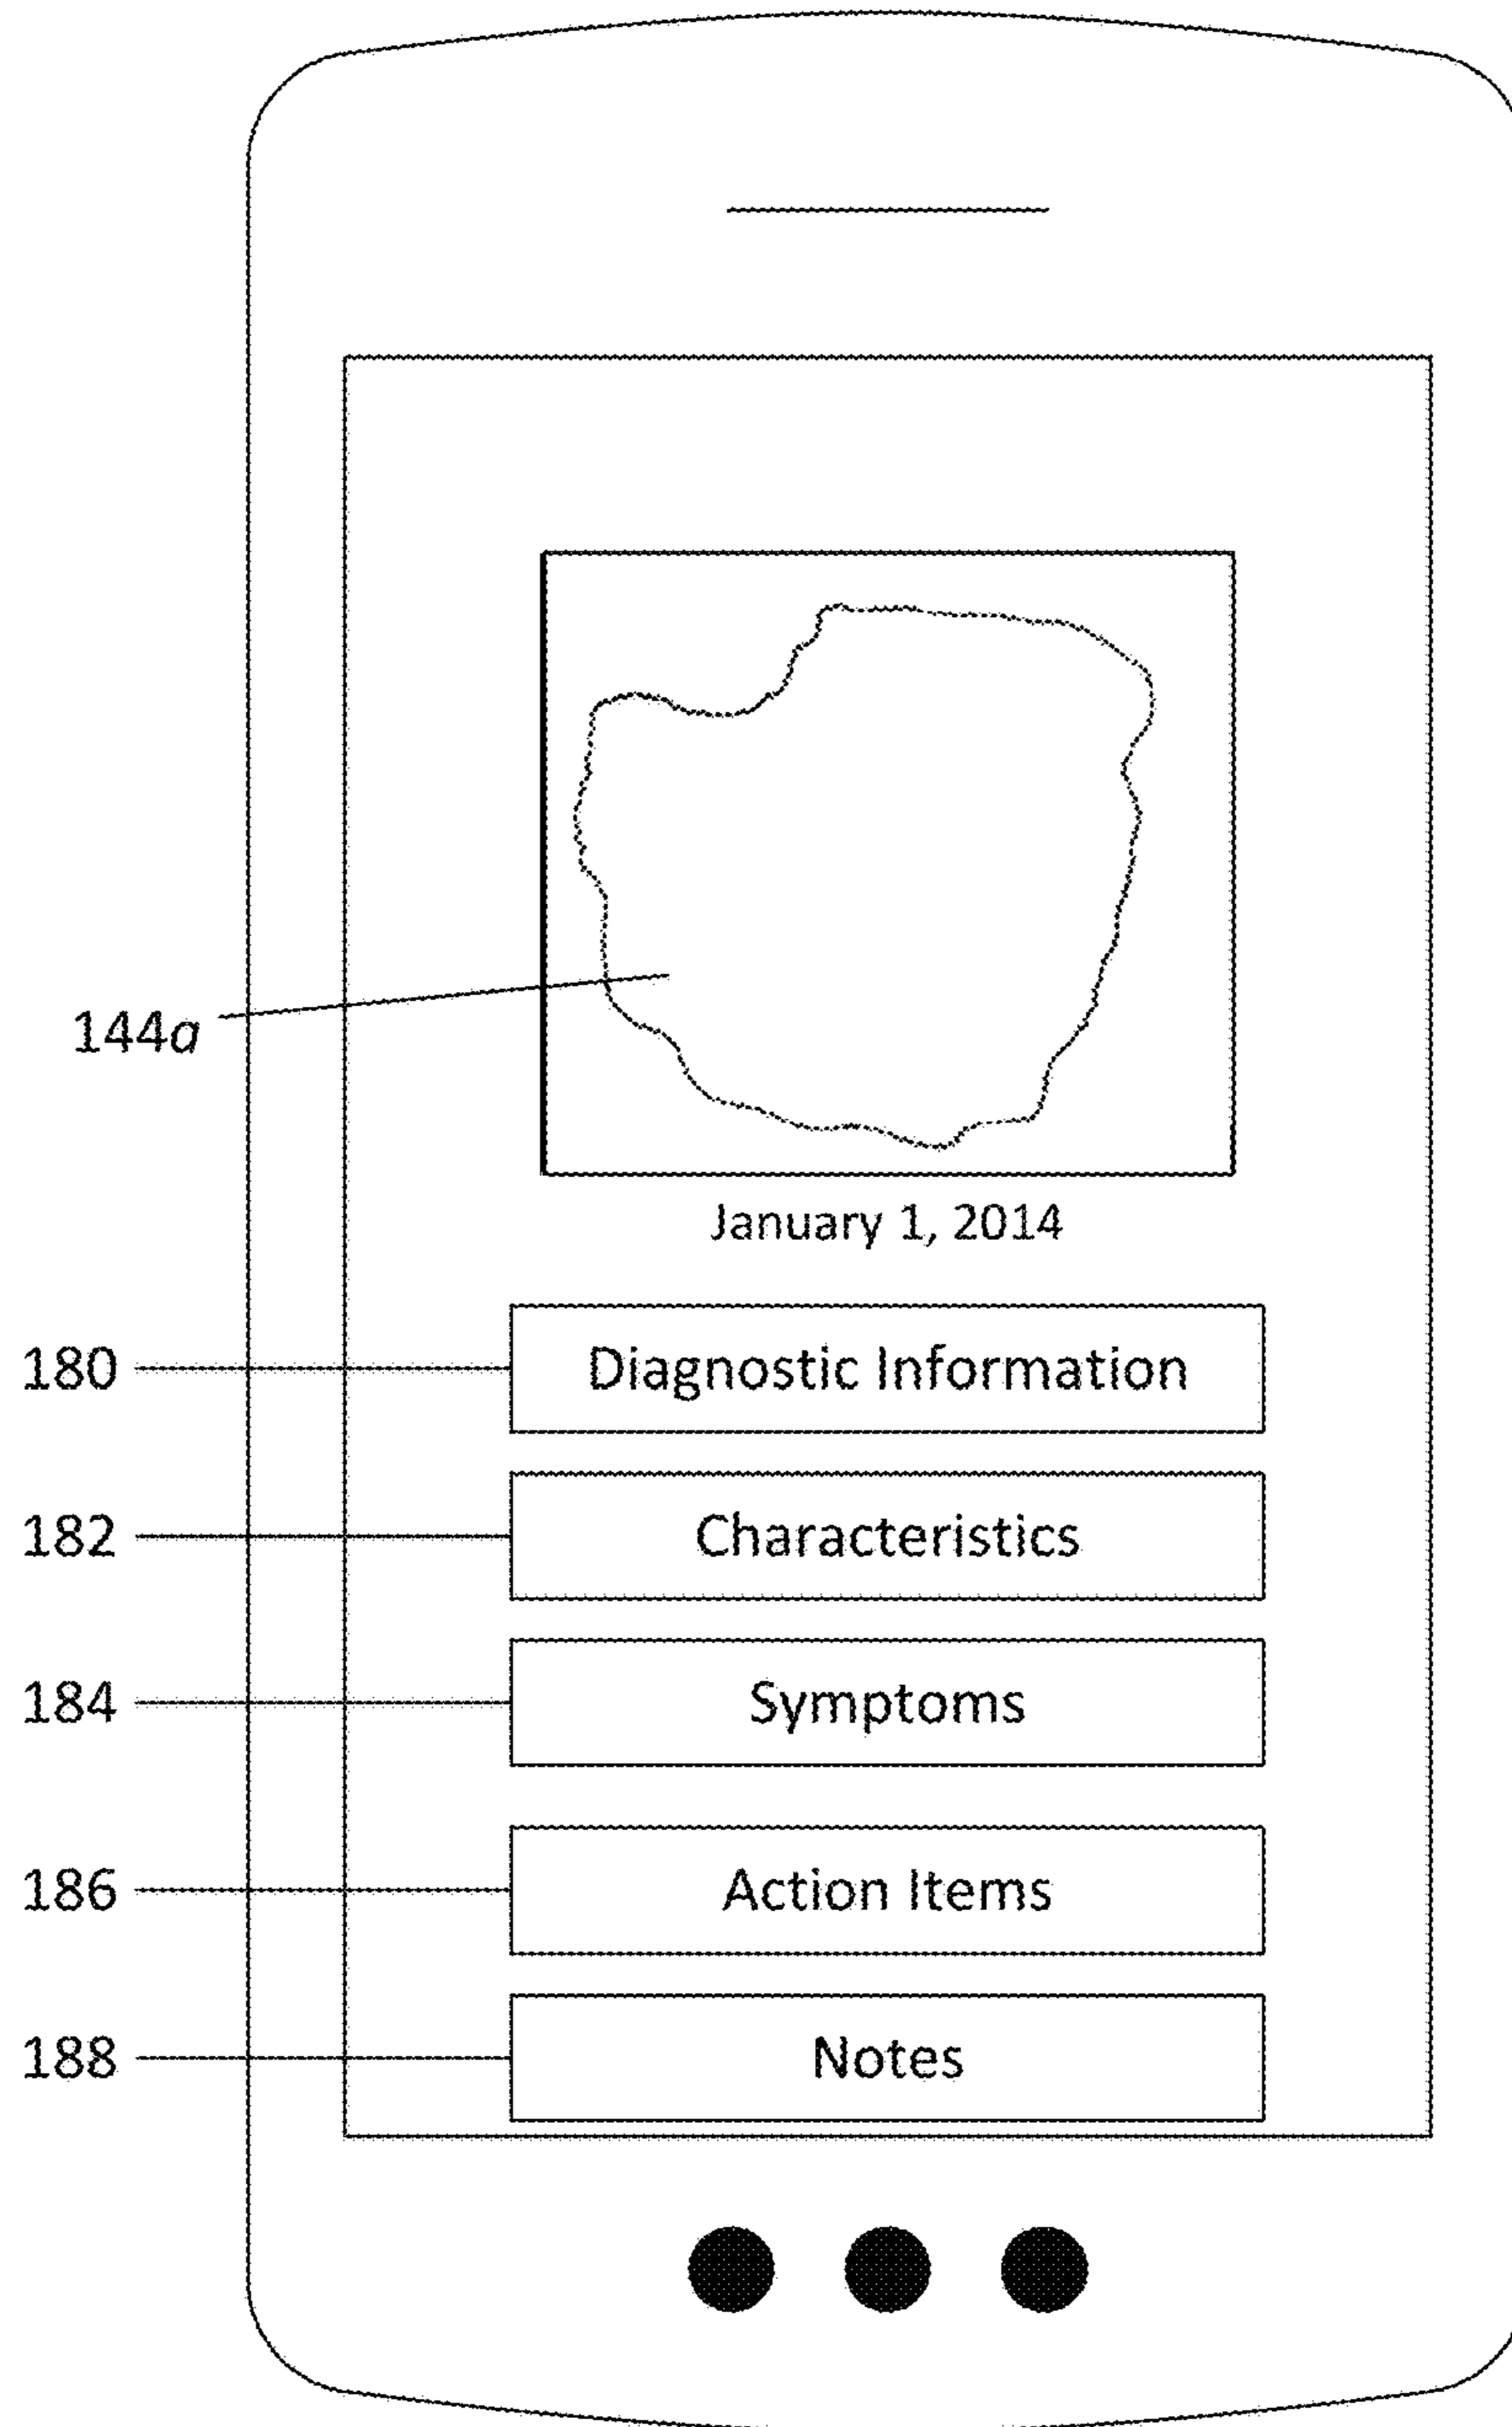 144a
January 1, 2014
180 Diagnostic Information
182 Characteristics
184 Symptoms
186 Action Items
188 Notes